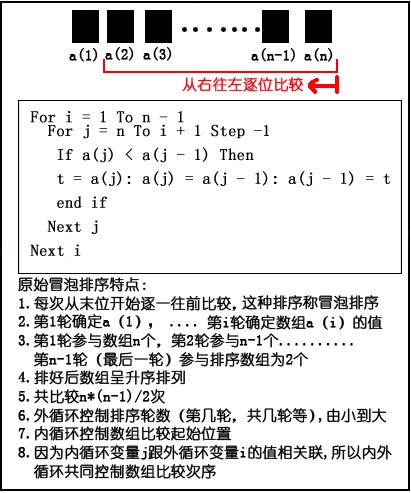 a(1) a(2) a(3) ........ a(n-1) a(n)
从右往左逐位比较
For i = 1 To n - 1
For j = n To i + 1 Step -1
If a(j) < a(j - 1) Then
t = a(j): a(j) = a(j - 1): a(j - 1) = t
end if
Next j
Next i
原始冒泡排序特点:
1.每次从末位开始逐一往前比较,这种排序称冒泡排序
2.第1轮确定a（1）, .... 第i轮确定数组a（i）的值
3.第1轮参与数组n个, 第2轮参与n-1个..........
第n-1轮（最后一轮）参与排序数组为2个
4.排好后数组呈升序排列
5.共比较n*(n-1)/2次
6.外循环控制排序轮数（第几轮，共几轮等）,由小到大
7.内循环控制数组比较起始位置
8.因为内循环变量j跟外循环变量i的值相关联,所以内外
循环共同控制数组比较次序